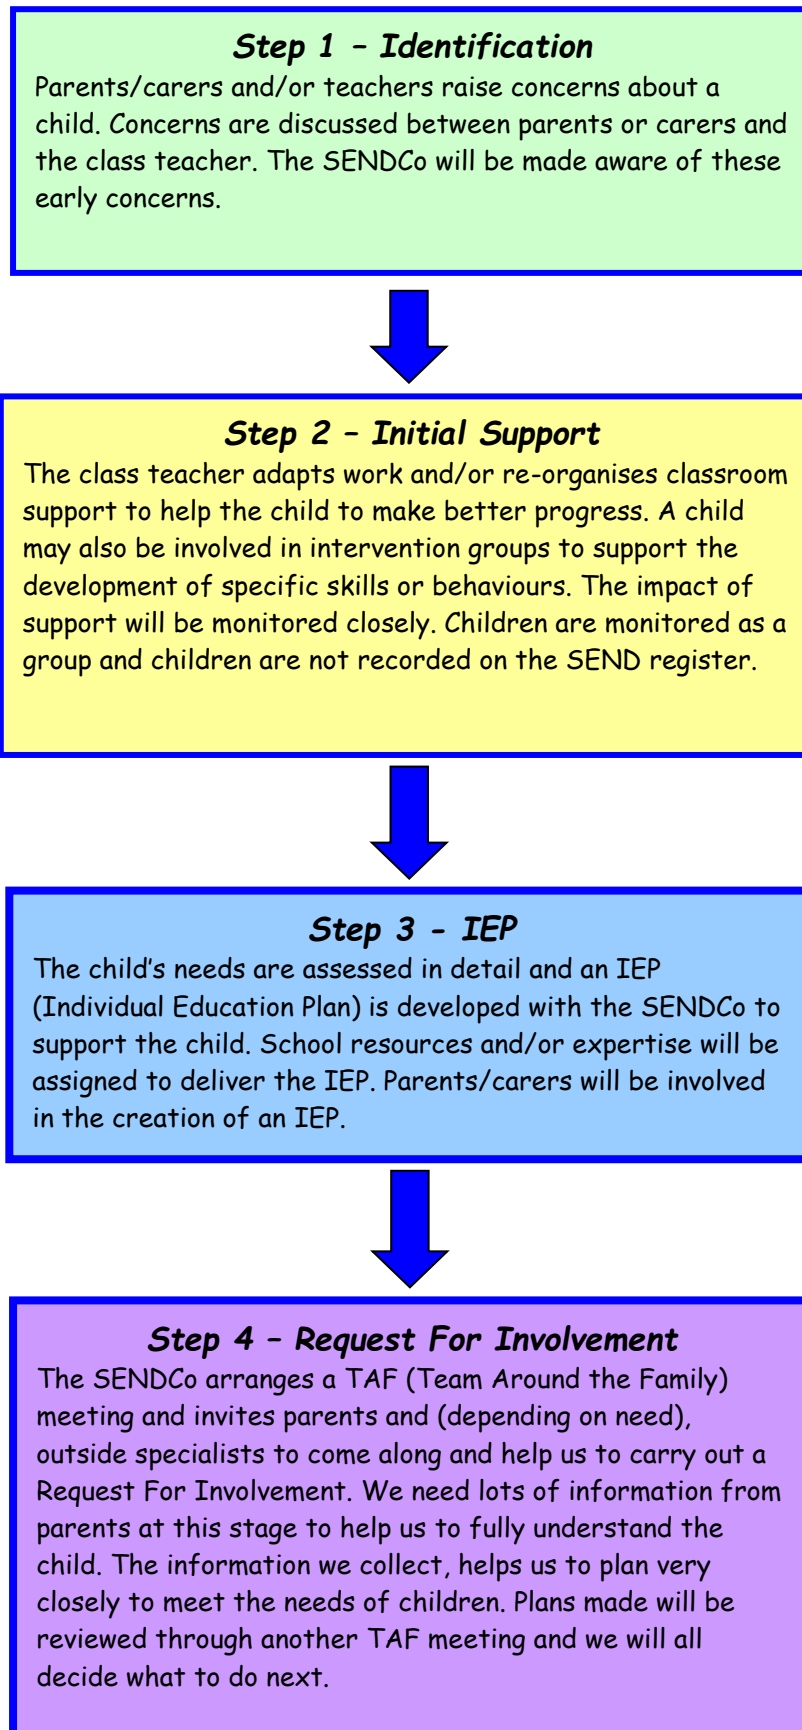 Step 1 – Identification
Parents/carers and/or teachers raise concerns about a
child. Concerns are discussed between parents or carers and
the class teacher. The SENDCo will be made aware of these
early concerns.
Step 2 – Initial Support
The class teacher adapts work and/or re-organises classroom
support to help the child to make better progress. A child
may also be involved in intervention groups to support the
development of specific skills or behaviours. The impact of
support will be monitored closely. Children are monitored as a
group and children are not recorded on the SEND register.
Step 3 - IEP
The child's needs are assessed in detail and an IEP
(Individual Education Plan) is developed with the SENDCo to
support the child. School resources and/or expertise will be
assigned to deliver the IEP. Parents/carers will be involved
in the creation of an IEP.
Step 4 – Request For Involvement
The SENDCo arranges a TAF (Team Around the Family)
meeting and invites parents and (depending on need),
outside specialists to come along and help us to carry out a
Request For Involvement. We need lots of information from
parents at this stage to help us to fully understand the
child. The information we collect, helps us to plan very
closely to meet the needs of children. Plans made will be
reviewed through another TAF meeting and we will all
decide what to do next.